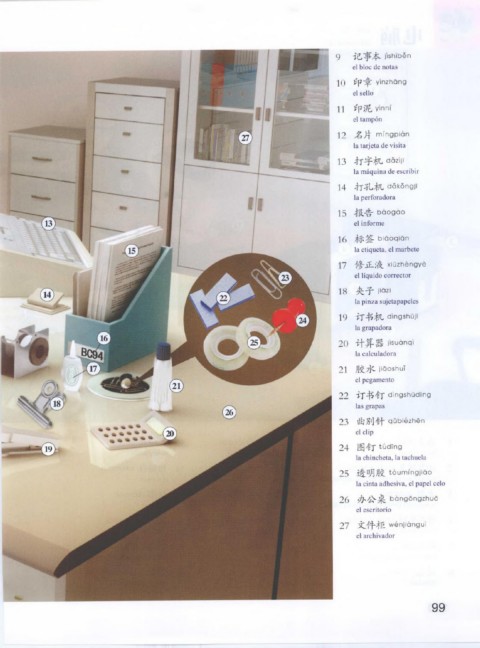 9 记事本 jìshìběn
el bloc de notas
10 印章 yìnzhāng
el sello
11 印泥 yìnní
el tampón
12 名片 míngpiàn
la tarjeta de visita
13 打字机 dǎzìjī
la máquina de escribir
14 打孔机 dǎkǒngjī
la perforadora
15 报告 bàogào
el informe
16 标签 biāoqiān
la etiqueta, el marbete
17 修正液 xiūzhèngyè
el líquido corrector
18 夹子 jiāzi
la pinza sujetapapeles
19 订书机 dìngshūjī
la grapadora
20 计算器 jìsuànqì
la calculadora
21 胶水 jiāoshuǐ
el pegamento
22 订书钉 dìngshūdīng
las grapas
23 曲别针 qūbiézhēn
el clip
24 图钉 túdīng
la chincheta, la tachuela
25 透明胶 tòumíngjiāo
la cinta adhesiva, el papel celo
26 办公桌 bàngōngzhuō
el escritorio
27 文件柜 wénjiànguì
el archivador
27
13
15
23
14
22
24
16
25
BC94
17
21
18
26
20
19
99